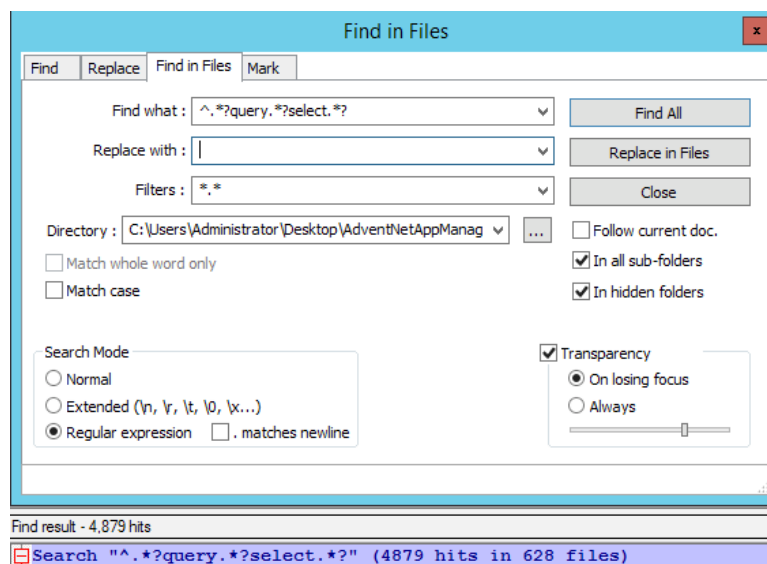 Find in Files
x
Find Replace Find in Files Mark
Find what : ^.*?query.*?select.*? Find All
Replace with : Replace in Files
Filters : *.* Close
Directory : C:\Users\Administrator\Desktop\AdventNetAppManag ... Follow current doc.
Match whole word only In all sub-folders
Match case In hidden folders
Search Mode Transparency
Normal On losing focus
Extended (\n, \r, \t, \0, \x...) Always
Regular expression . matches newline
Find result - 4,879 hits
Search "^.*?query.*?select.*?" (4879 hits in 628 files)